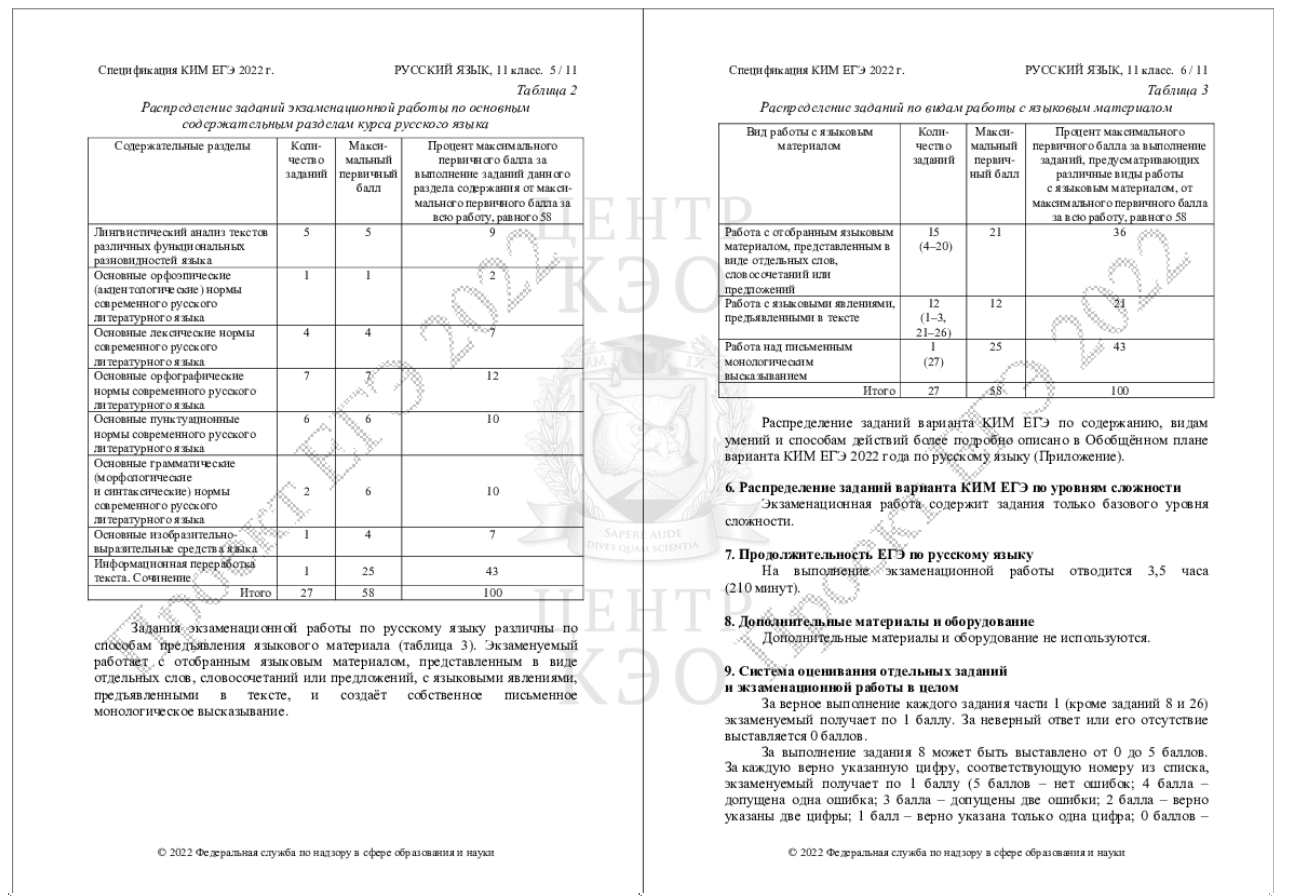 Спецификация КИМ ЕГЭ 2022 г. РУССКИЙ ЯЗЫК, 11 класс. 5 / 11
Таблица 2
Распределение заданий экзаменационной работы по основным
содержательным разделам курса русского языка
Содержательные разделы
Коли-
чество
заданий
Макси-
мальный
первичный
балл
Процент максимального
первичного балла за
выполнение заданий данного
раздела содержания от макси-
мального первичного балла за
всю работу, равного 58
Лингвистический анализ текстов 5 5 9
различных функциональных
разновидностей языка
Основные орфоэпические 1 1 2
(акцентологические) нормы
современного русского
литературного языка
Основные лексические нормы 4 4 7
современного русского
литературного языка
Основные орфографические 7 7 12
нормы современного русского
литературного языка
Основные пунктуационные 6 6 10
нормы современного русского
литературного языка
Основные грамматические
(морфологические
и синтаксические) нормы 2 6 10
современного русского
литературного языка
Основные изобразительно- 1 4 7
выразительные средства языка
Информационная переработка
текста. Сочинение 1 25 43
Итого 27 58 100
Задания экзаменационной работы по русскому языку различны по
способам предъявления языкового материала (таблица 3). Экзаменуемый
работает с отобранным языковым материалом, представленным в виде
отдельных слов, словосочетаний или предложений, с языковыми явлениями,
предъявленными в тексте, и создаёт собственное письменное
монологическое высказывание.
© 2022 Федеральная служба по надзору в сфере образования и науки
Проект ЕГЭ 2022
ЦЕНТР
КЭО
SAPERE AUDE
DIVES QUAM SCIENTIA
ЦЕНТР
КЭО
Спецификация КИМ ЕГЭ 2022 г. РУССКИЙ ЯЗЫК, 11 класс. 6 / 11
Таблица 3
Распределение заданий по видам работы с языковым материалом
Вид работы с языковым
материалом
Коли-
чество
заданий
Макси-
мальный
первич-
ный балл
Процент максимального
первичного балла за выполнение
заданий, предусматривающих
различные виды работы
с языковым материалом, от
максимального первичного балла
за всю работу, равного 58
Работа с отобранным языковым 15 21 36
материалом, представленным в (4–20)
виде отдельных слов,
словосочетаний или
предложений
Работа с языковыми явлениями, 12 12 21
предъявленными в тексте (1–3,
21–26)
Работа над письменным 1 25 43
монологическим (27)
высказыванием
Итого 27 58 100
Распределение заданий варианта КИМ ЕГЭ по содержанию, видам
умений и способам действий более подробно описано в Обобщённом плане
варианта КИМ ЕГЭ 2022 года по русскому языку (Приложение).
6. Распределение заданий варианта КИМ ЕГЭ по уровням сложности
Экзаменационная работа содержит задания только базового уровня
сложности.
7. Продолжительность ЕГЭ по русскому языку
На выполнение экзаменационной работы отводится 3,5 часа
(210 минут).
8. Дополнительные материалы и оборудование
Дополнительные материалы и оборудование не используются.
9. Система оценивания отдельных заданий
и экзаменационной работы в целом
За верное выполнение каждого задания части 1 (кроме заданий 8 и 26)
экзаменуемый получает по 1 баллу. За неверный ответ или его отсутствие
выставляется 0 баллов.
За выполнение задания 8 может быть выставлено от 0 до 5 баллов.
За каждую верно указанную цифру, соответствующую номеру из списка,
экзаменуемый получает по 1 баллу (5 баллов – нет ошибок; 4 балла –
допущена одна ошибка; 3 балла – допущены две ошибки; 2 балла – верно
указаны две цифры; 1 балл – верно указана только одна цифра; 0 баллов –
© 2022 Федеральная служба по надзору в сфере образования и науки
Проект ЕГЭ 2022